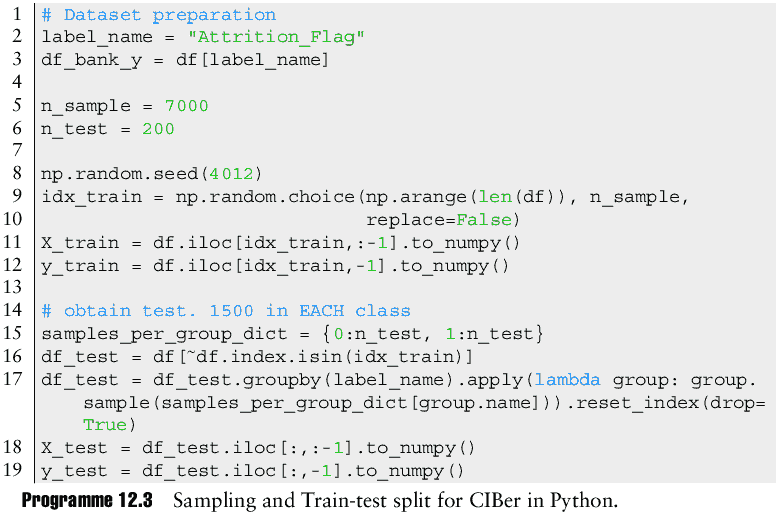 1 # Dataset preparation
2 label_name = "Attrition_Flag"
3 df_bank_y = df[label_name]
4
5 n_sample = 7000
6 n_test = 200
7
8 np.random.seed(4012)
9 idx_train = np.random.choice(np.arange(len(df)), n_sample,
10                              replace=False)
11 X_train = df.iloc[idx_train,:-1].to_numpy()
12 y_train = df.iloc[idx_train,-1].to_numpy()
13
14 # obtain test. 1500 in EACH class
15 samples_per_group_dict = {0:n_test, 1:n_test}
16 df_test = df[~df.index.isin(idx_train)]
17 df_test = df_test.groupby(label_name).apply(lambda group: group.
sample(samples_per_group_dict[group.name])).reset_index(drop=
True)
18 X_test = df_test.iloc[:,:-1].to_numpy()
19 y_test = df_test.iloc[:,-1].to_numpy()
Programme 12.3 Sampling and Train-test split for CIBer in Python.